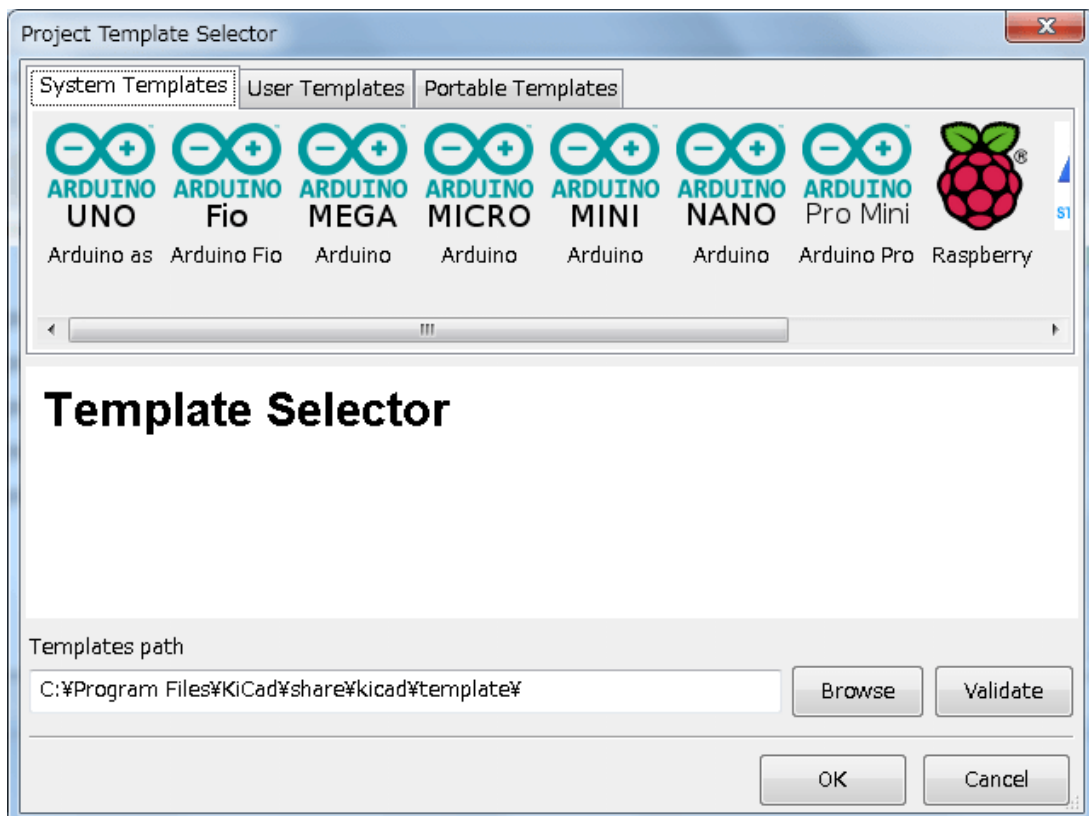 Project Template Selector
System Templates User Templates Portable Templates
ARDUINO ARDUINO ARDUINO ARDUINO ARDUINO ARDUINO ARDUINO
UNO Fio MEGA MICRO MINI NANO Pro Mini
Arduino as Arduino Fio Arduino Arduino Arduino Arduino Arduino Pro Raspberry
Template Selector
Templates path
C:¥Program Files¥KiCad¥share¥kicad¥template¥
Browse Validate
OK Cancel